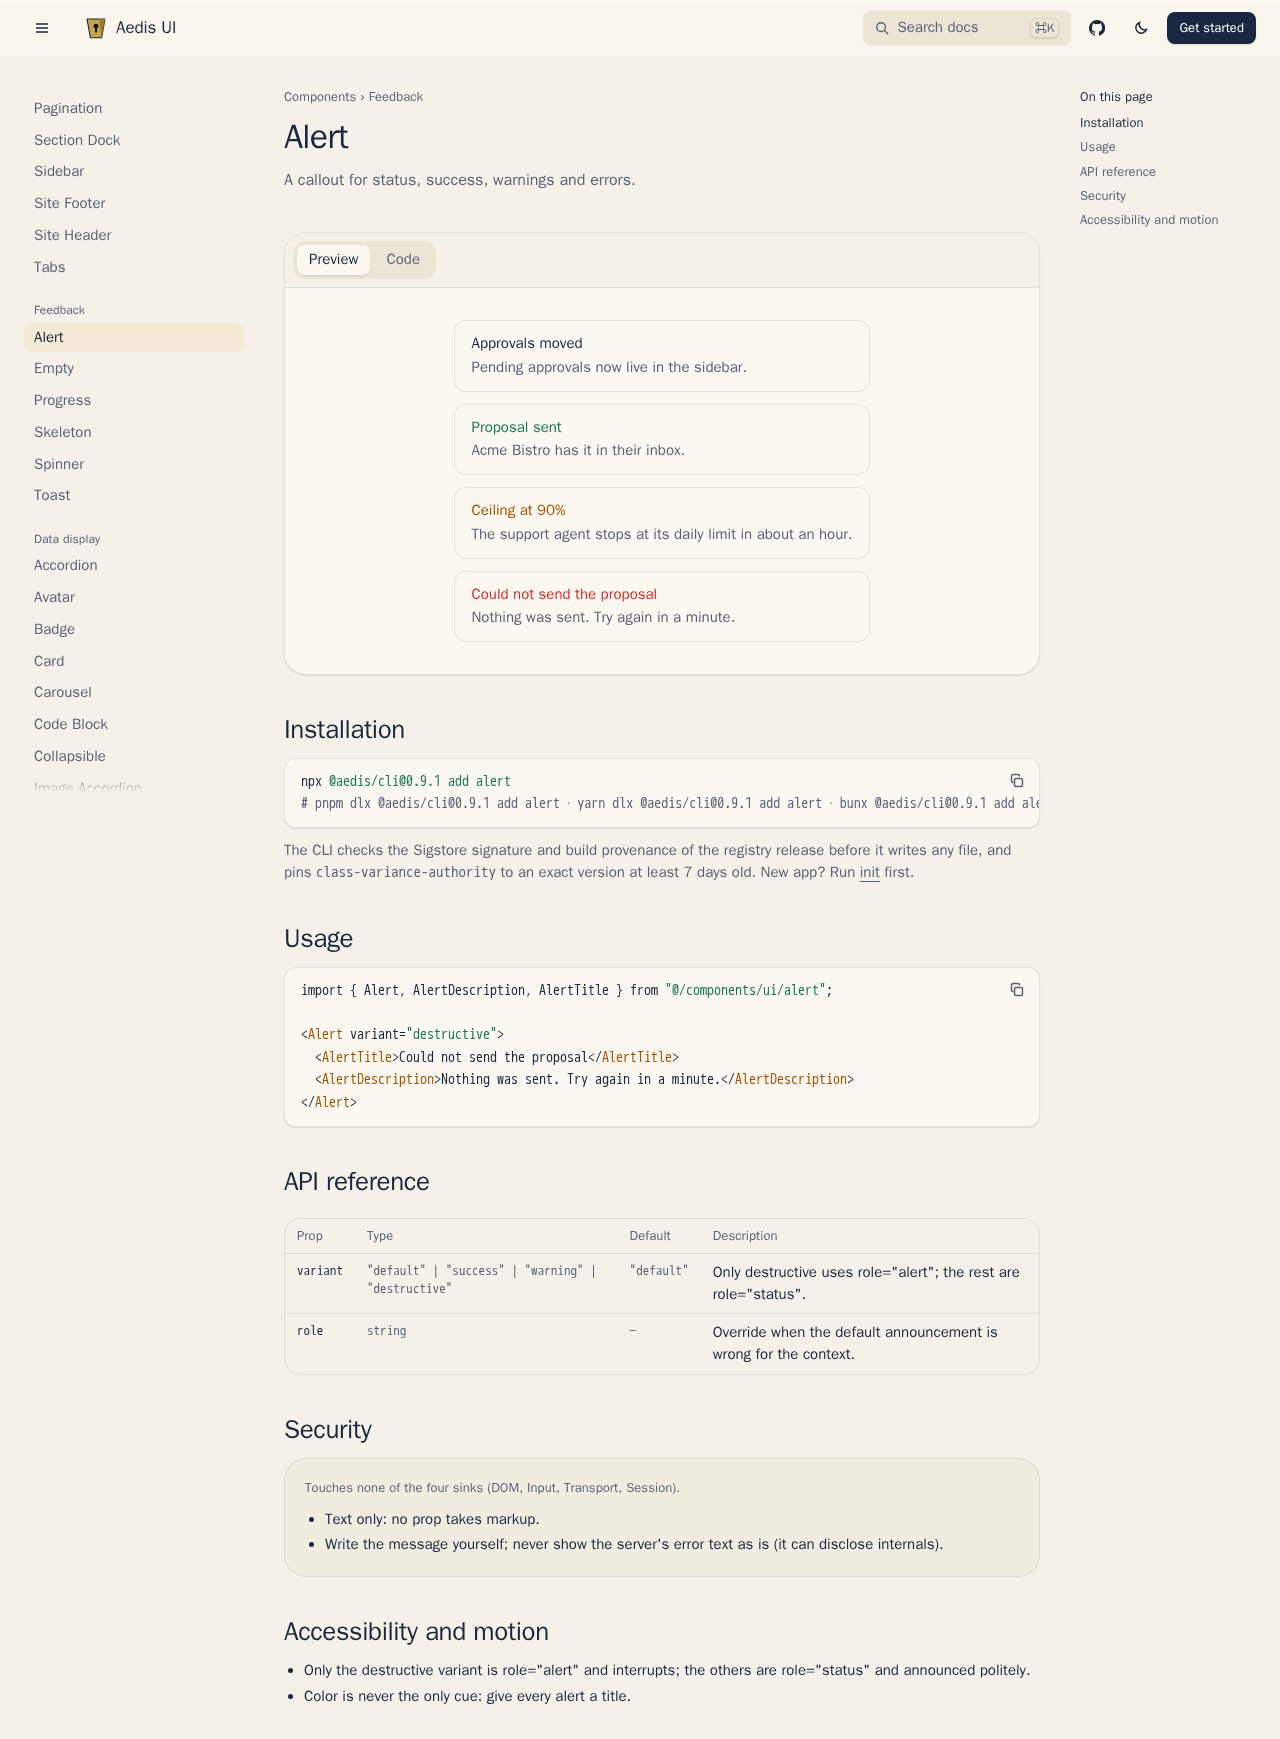 Aedis UI
Search docs
⌘K
Get started
Pagination
Section Dock
Sidebar
Site Footer
Site Header
Tabs
Feedback
Alert
Empty
Progress
Skeleton
Spinner
Toast
Data display
Accordion
Avatar
Badge
Card
Carousel
Code Block
Collapsible
Image Accordion
Components › Feedback
Alert
A callout for status, success, warnings and errors.
Preview
Code
Approvals moved
Pending approvals now live in the sidebar.
Proposal sent
Acme Bistro has it in their inbox.
Ceiling at 90%
The support agent stops at its daily limit in about an hour.
Could not send the proposal
Nothing was sent. Try again in a minute.
Installation
npx @aedis/cli@0.9.1 add alert
# pnpm dlx @aedis/cli@0.9.1 add alert · yarn dlx @aedis/cli@0.9.1 add alert · bunx @aedis/cli@0.9.1 add ale
The CLI checks the Sigstore signature and build provenance of the registry release before it writes any file, and
pins class-variance-authority to an exact version at least 7 days old. New app? Run init first.
Usage
import { Alert, AlertDescription, AlertTitle } from "@/components/ui/alert";
<Alert variant="destructive">
<AlertTitle>Could not send the proposal</AlertTitle>
<AlertDescription>Nothing was sent. Try again in a minute.</AlertDescription>
</Alert>
API reference
Prop Type Default Description
variant "default" | "success" | "warning" | "default" Only destructive uses role="alert"; the rest are
"destructive" role="status".
role string — Override when the default announcement is
wrong for the context.
Security
Touches none of the four sinks (DOM, Input, Transport, Session).
• Text only: no prop takes markup.
• Write the message yourself; never show the server's error text as is (it can disclose internals).
Accessibility and motion
• Only the destructive variant is role="alert" and interrupts; the others are role="status" and announced politely.
• Color is never the only cue: give every alert a title.
On this page
Installation
Usage
API reference
Security
Accessibility and motion